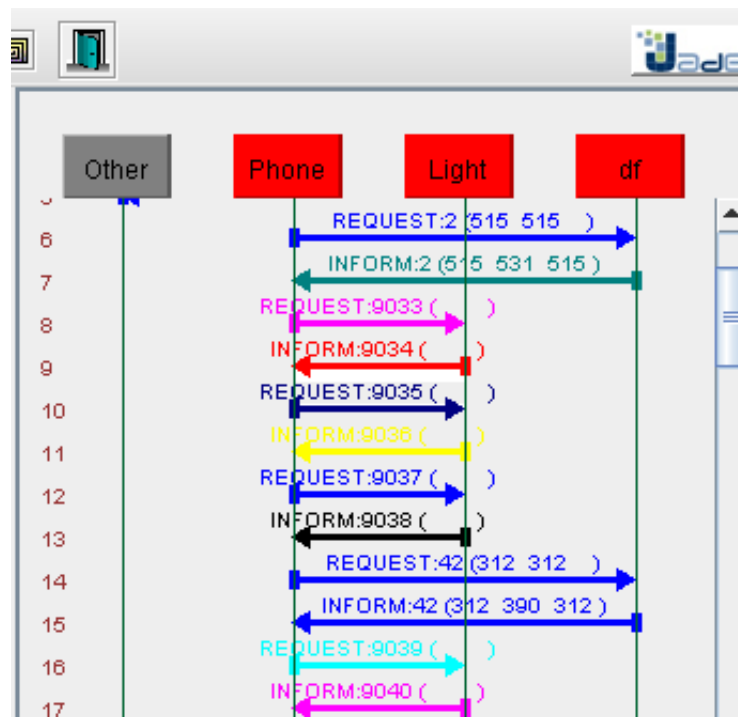 Jade
Other Phone Light df
6 REQUEST:2 (515 515 )
7 INFORM:2 (515 531 515 )
8 REQUEST:9033 ( )
9 INFORM:9034 ( )
10 REQUEST:9035 ( )
11 INFORM:9036 ( )
12 REQUEST:9037 ( )
13 INFORM:9038 ( )
14 REQUEST:42 (312 312 )
15 INFORM:42 (312 390 312 )
16 REQUEST:9039 ( )
17 INFORM:9040 ( )